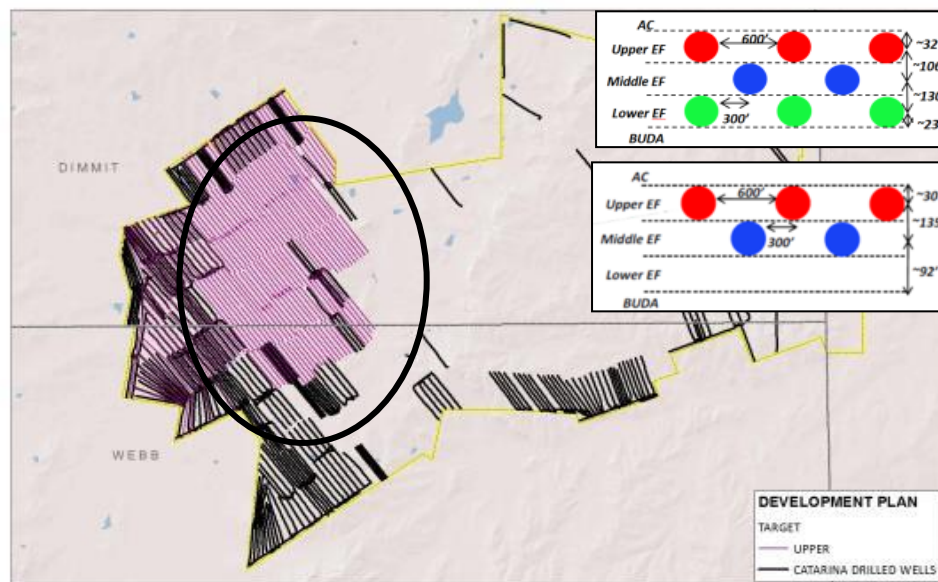 DIMMIT
WEBB
AC
600'
~32
Upper EF
~106
Middle EF
~130
Lower EF
300'
~23
BUDA
AC
600'
~30
Upper EF
~135
Middle EF
300'
~92'
Lower EF
BUDA
DEVELOPMENT PLAN
TARGET
UPPER
CATARINA DRILLED WELLS